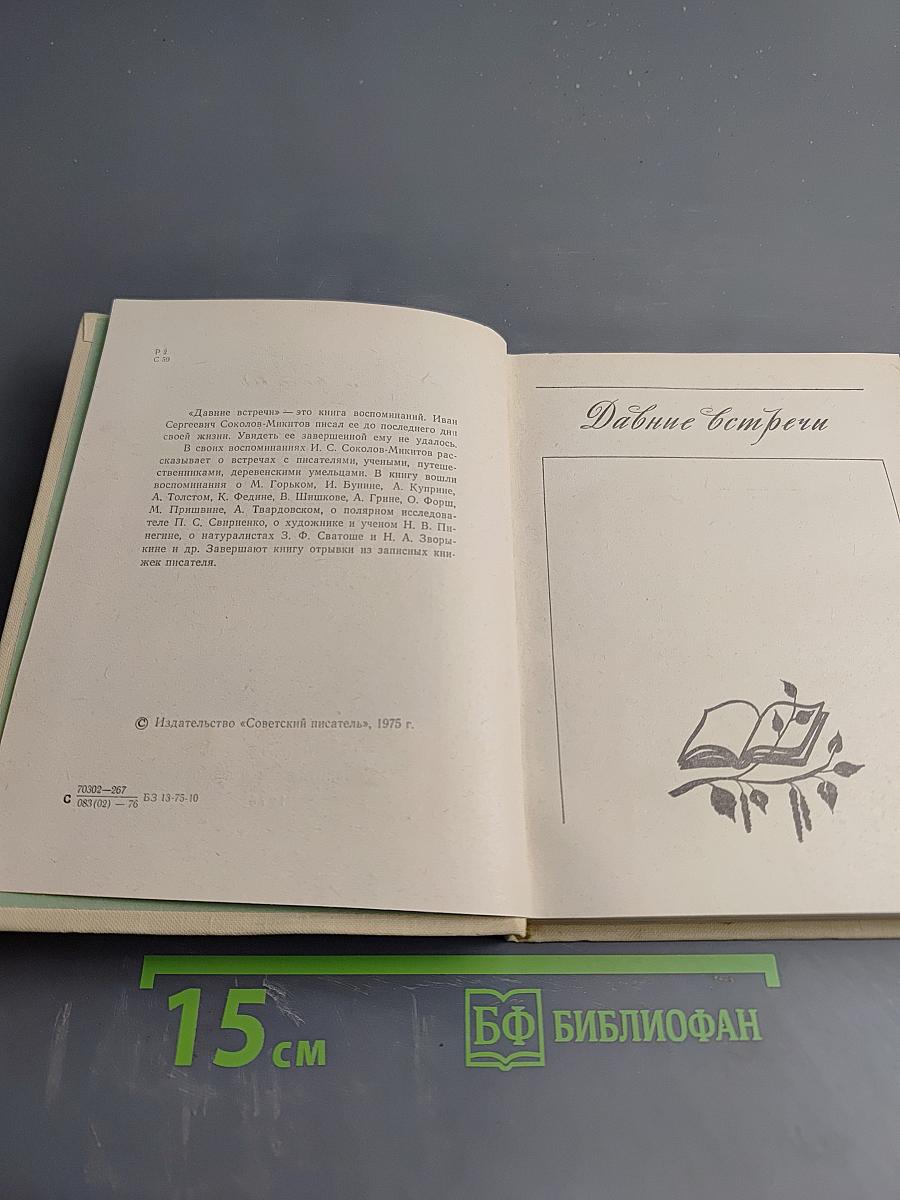 Р 2
С 59
«Давние встречи» — это книга воспоминаний. Иван
Сергеевич Соколов-Микитов писал ее до последнего дня
своей жизни. Увидеть ее завершенной ему не удалось.
В своих воспоминаниях И. С. Соколов-Микитов рас-
сказывает о встречах с писателями, учеными, путеше-
ственниками, деревенскими умельцами. В книгу вошли
воспоминания о М. Горьком, И. Бунине, А. Куприне,
А. Толстом, К. Федине, В. Шишкове, А. Грине, О. Форш,
М. Пришвине, А. Твардовском, о полярном исследова-
теле П. С. Свирненко, о художнике и ученом Н. В. Пи-
негине, о натуралистах З. Ф. Сватоше и Н. А. Зворы-
кине и др. Завершают книгу отрывки из записных кни-
жек писателя.
© Издательство «Советский писатель», 1975 г.
С 70302—267
083(02) — 76 БЗ 13-75-10
Давние встречи
15 см
БФ БИБЛИОФАН